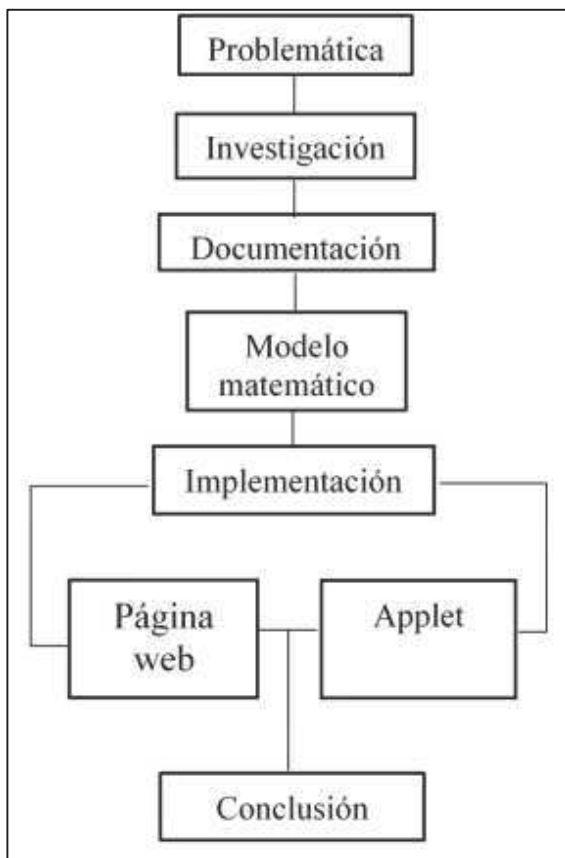 Problemática
Investigación
Documentación
Modelo
matemático
Implementación
Página
web
Applet
Conclusión